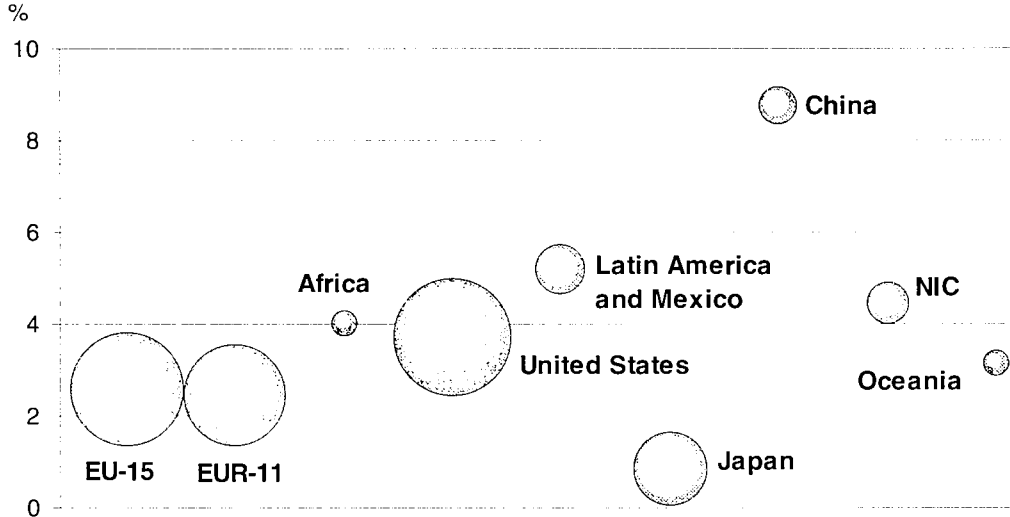 %
10
China
8
6
Latin America
and Mexico
Africa
NIC
4
United States
Oceania
2
EU-15
EUR-11
Japan
0